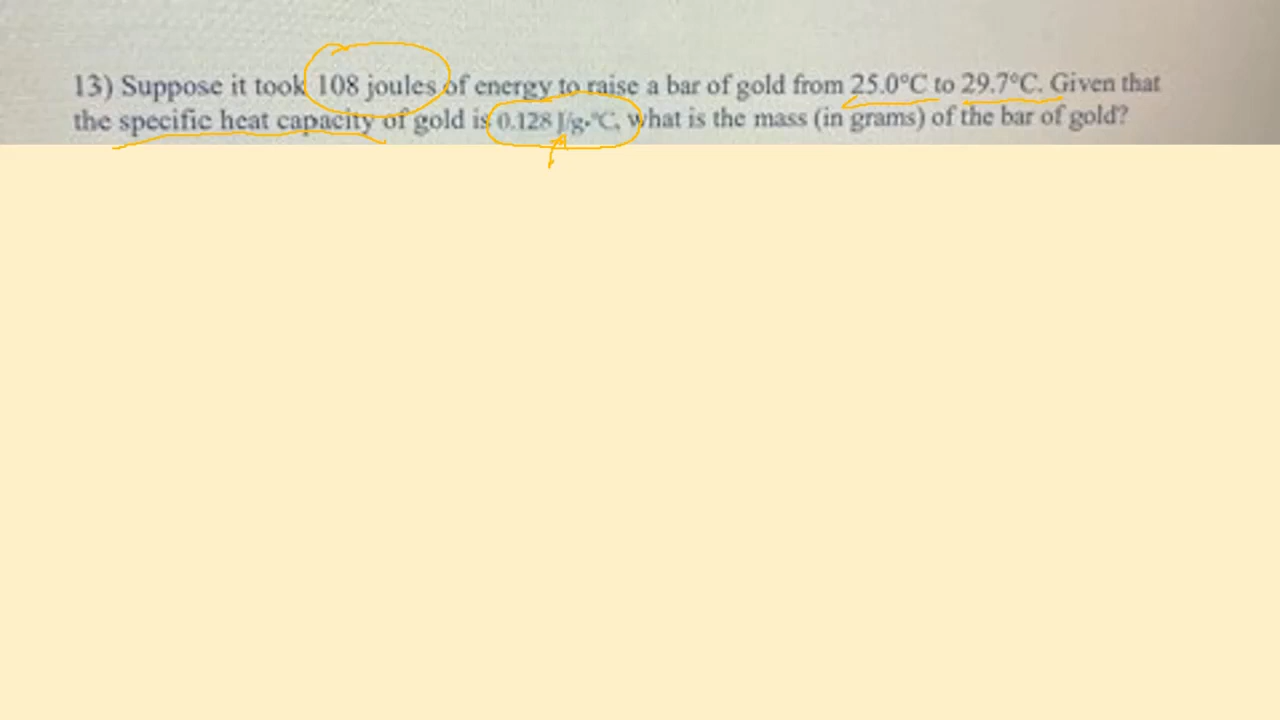 13) Suppose it took 108 joules of energy to raise a bar of gold from 25.0°C to 29.7°C. Given that
the specific heat capacity of gold is 0.128 J/g·°C, what is the mass (in grams) of the bar of gold?